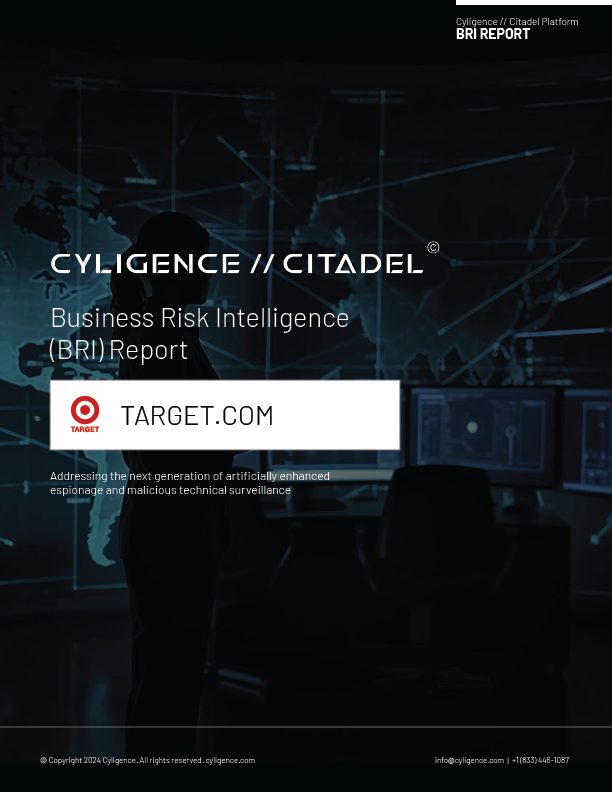 Cyligence // Citadel Platform
BRI REPORT
CYLIGENCE // CITADEL ©
Business Risk Intelligence
(BRI) Report
TARGET
TARGET.COM
Addressing the next generation of artificially enhanced
espionage and malicious technical surveillance
© Copyright 2024 Cyligence. All rights reserved. cyligence.com
info@cyligence.com | +1 (833) 446-1087